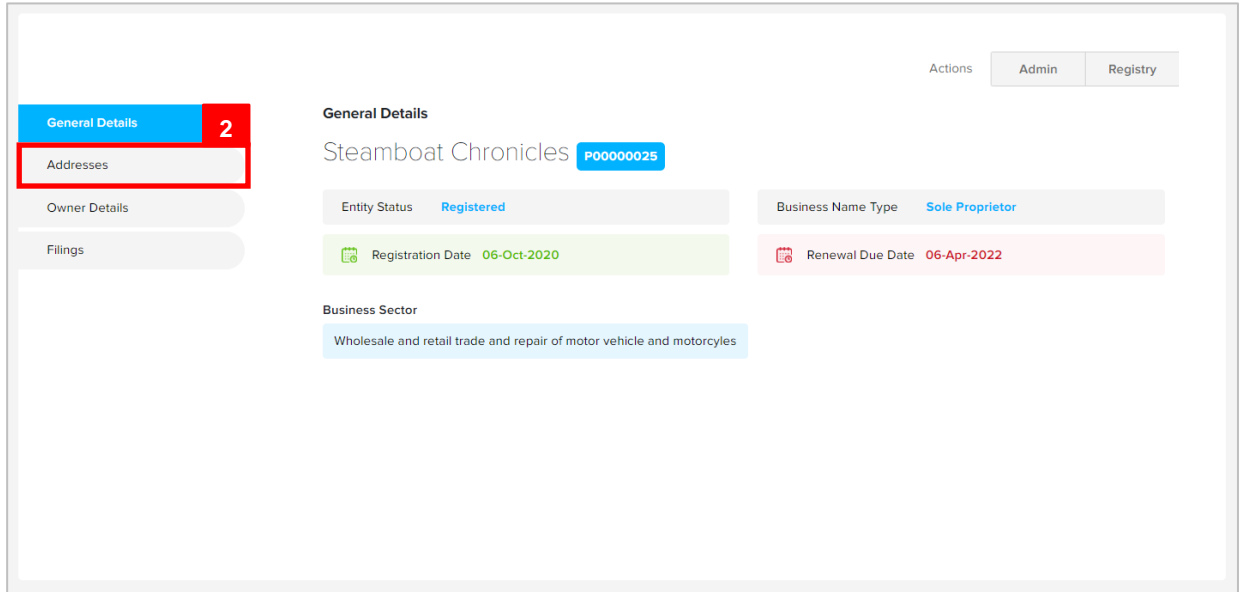 Actions Admin Registry
General Details
2
Addresses
Owner Details
Filings
General Details
Steamboat Chronicles P00000025
Entity Status Registered
Business Name Type Sole Proprietor
Registration Date 06-Oct-2020
Renewal Due Date 06-Apr-2022
Business Sector
Wholesale and retail trade and repair of motor vehicle and motorcyles